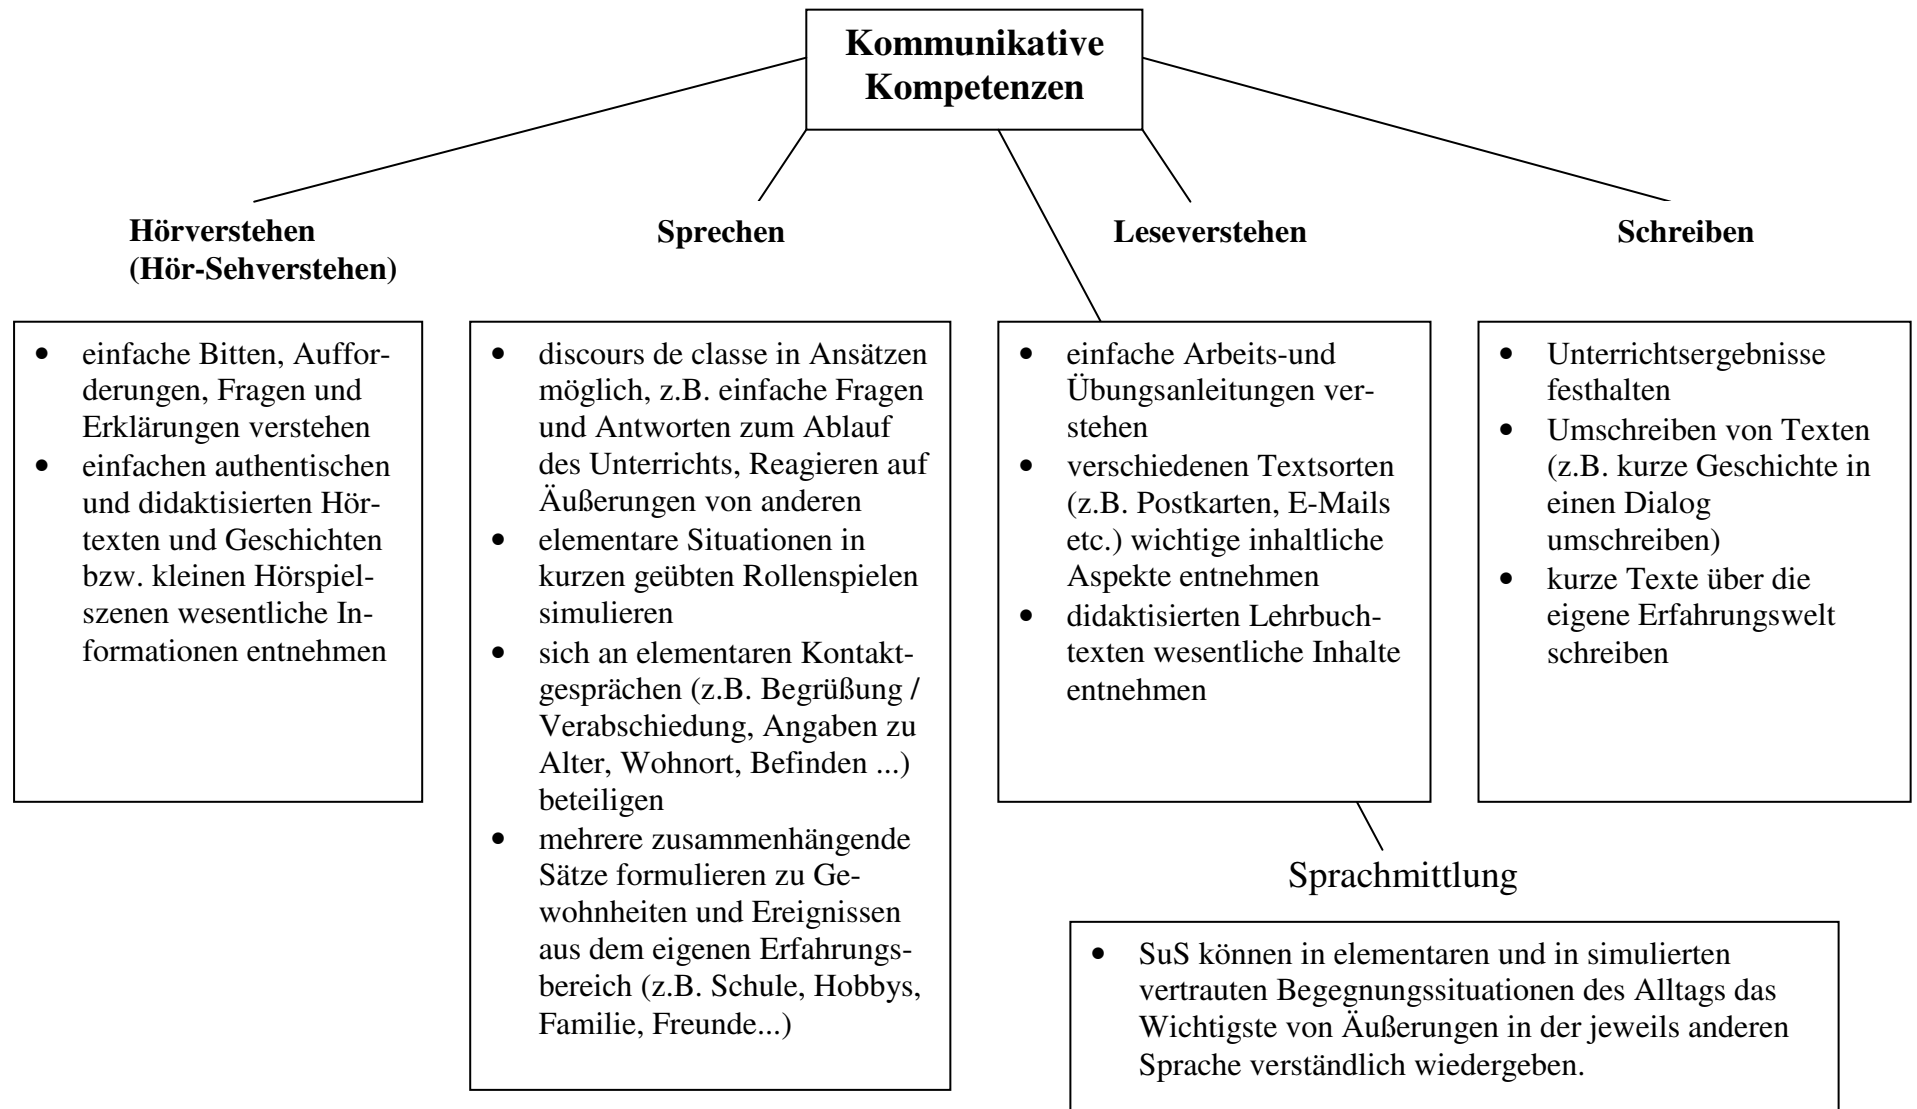 Kommunikative
Kompetenzen
Hörverstehen
(Hör-Sehverstehen)
Sprechen
Leseverstehen
Schreiben
• einfache Bitten, Auffor-
derungen, Fragen und
Erklärungen verstehen
• einfachen authentischen
und didaktisierten Hör-
texten und Geschichten
bzw. kleinen Hörspiel-
szenen wesentliche In-
formationen entnehmen
• discours de classe in Ansätzen
möglich, z.B. einfache Fragen
und Antworten zum Ablauf
des Unterrichts, Reagieren auf
Äußerungen von anderen
• elementare Situationen in
kurzen geübten Rollenspielen
simulieren
• sich an elementaren Kontakt-
gesprächen (z.B. Begrüßung /
Verabschiedung, Angaben zu
Alter, Wohnort, Befinden ...)
beteiligen
• mehrere zusammenhängende
Sätze formulieren zu Ge-
wohnheiten und Ereignissen
aus dem eigenen Erfahrungs-
bereich (z.B. Schule, Hobbys,
Familie, Freunde...)
• einfache Arbeits-und
Übungsanleitungen ver-
stehen
• verschiedenen Textsorten
(z.B. Postkarten, E-Mails
etc.) wichtige inhaltliche
Aspekte entnehmen
• didaktisierten Lehrbuch-
texten wesentliche Inhalte
entnehmen
• Unterrichtsergebnisse
festhalten
• Umschreiben von Texten
(z.B. kurze Geschichte in
einen Dialog
umschreiben)
• kurze Texte über die
eigene Erfahrungswelt
schreiben
Sprachmittlung
• SuS können in elementaren und in simulierten
vertrauten Begegnungssituationen des Alltags das
Wichtigste von Äußerungen in der jeweils anderen
Sprache verständlich wiedergeben.